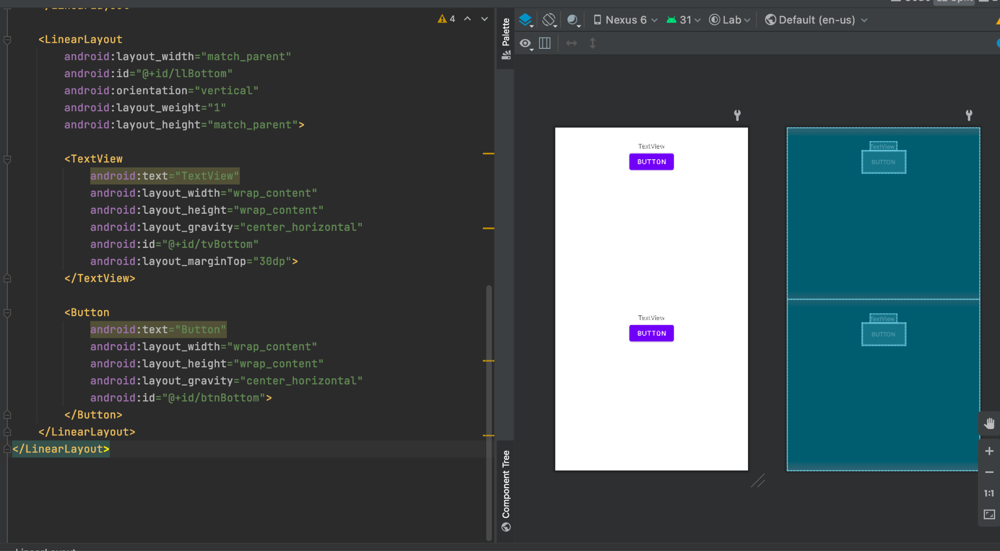 </LinearLayout>
Code Split
4
<LinearLayout
android:layout_width="match_parent"
android:id="@+id/llBottom"
android:orientation="vertical"
android:layout_weight="1"
android:layout_height="match_parent">
<TextView
android:text="TextView"
android:layout_width="wrap_content"
android:layout_height="wrap_content"
android:layout_gravity="center_horizontal"
android:id="@+id/tvBottom"
android:layout_marginTop="30dp">
</TextView>
<Button
android:text="Button"
android:layout_width="wrap_content"
android:layout_height="wrap_content"
android:layout_gravity="center_horizontal"
android:id="@+id/btnBottom">
</Button>
</LinearLayout>
</LinearLayout>
LinearLayout
Palette
Component Tree
Nexus 6 31 Lab Default (en-us)
TextView
BUTTON
TextView
BUTTON
TextView
BUTTON
TextView
BUTTON
1:1